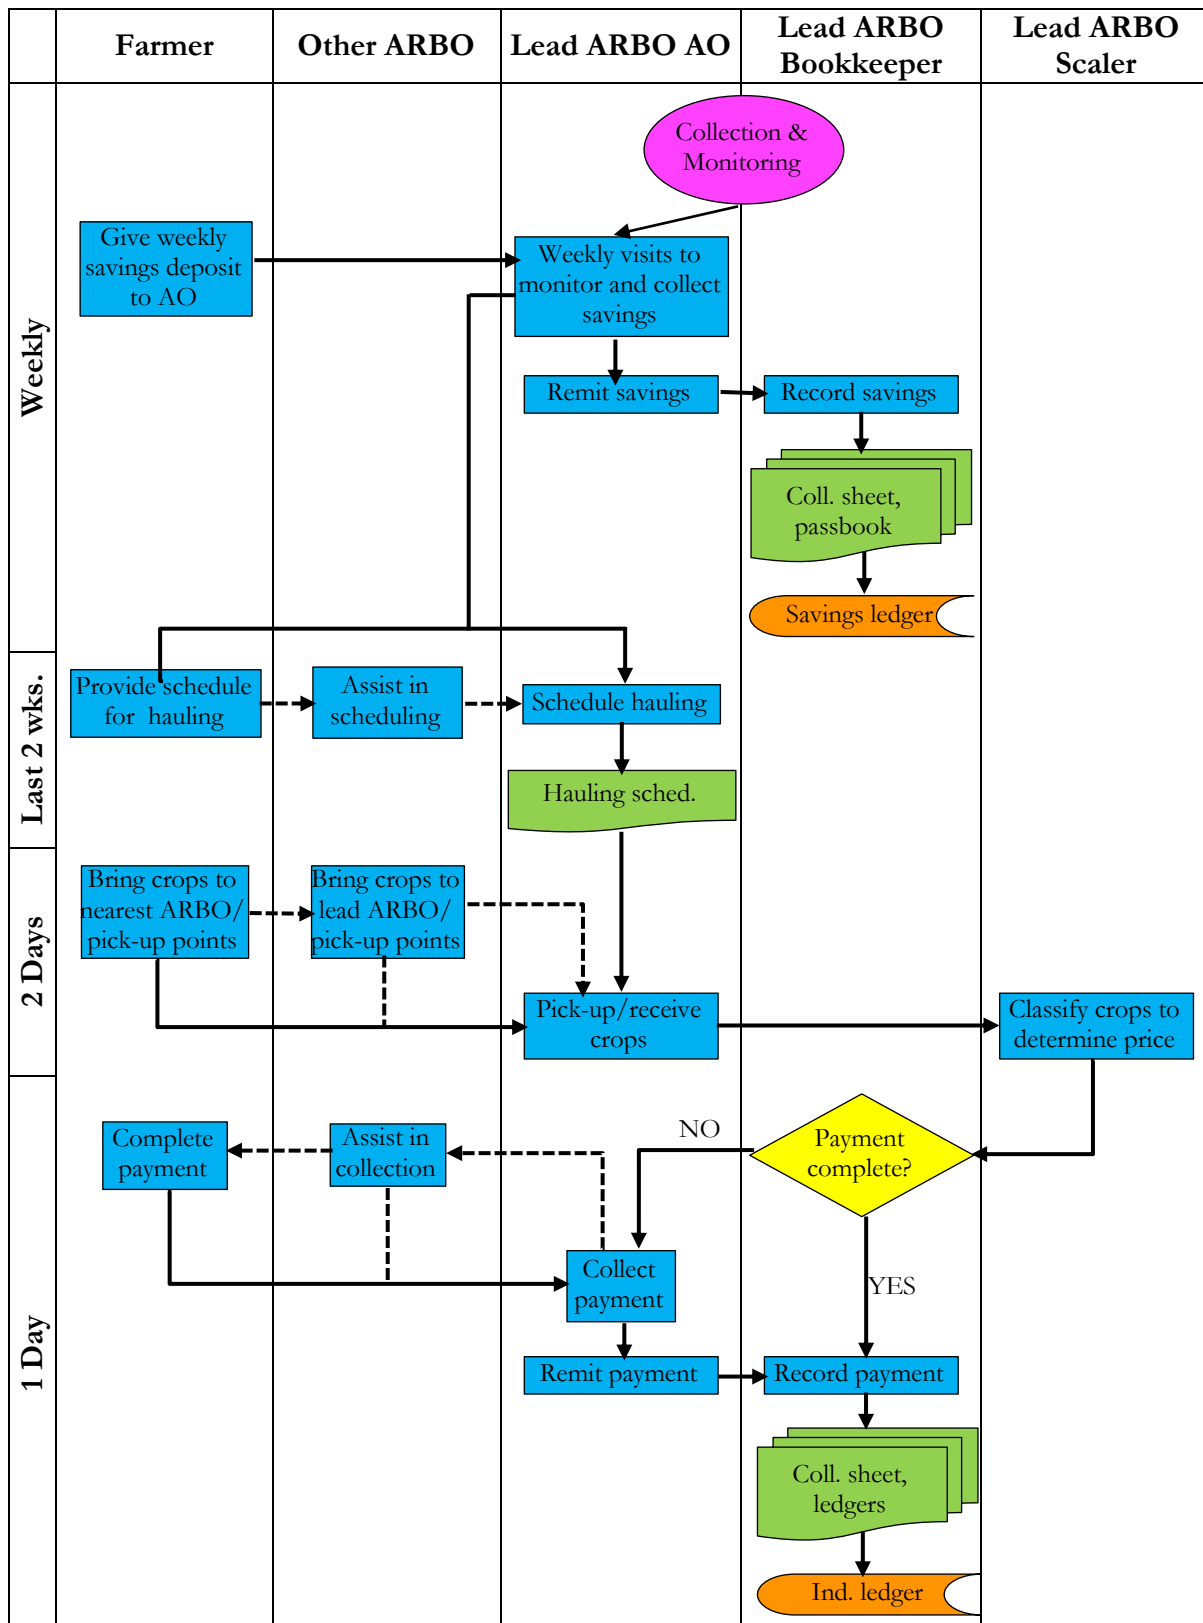 Farmer
Other ARBO
Lead ARBO AO
Lead ARBO
Bookkeeper
Lead ARBO
Scaler
Weekly
Collection &
Monitoring
Give weekly
savings deposit
to AO
Weekly visits to
monitor and collect
savings
Remit savings
Record savings
Coll. sheet,
passbook
Savings ledger
Last 2 wks.
Provide schedule
for hauling
Assist in
scheduling
Schedule hauling
Hauling sched.
2 Days
Bring crops to
nearest ARBO/
pick-up points
Bring crops to
lead ARBO/
pick-up points
Pick-up/receive
crops
Classify crops to
determine price
1 Day
Complete
payment
Assist in
collection
NO
Payment
complete?
Collect
payment
YES
Remit payment
Record payment
Coll. sheet,
ledgers
Ind. ledger